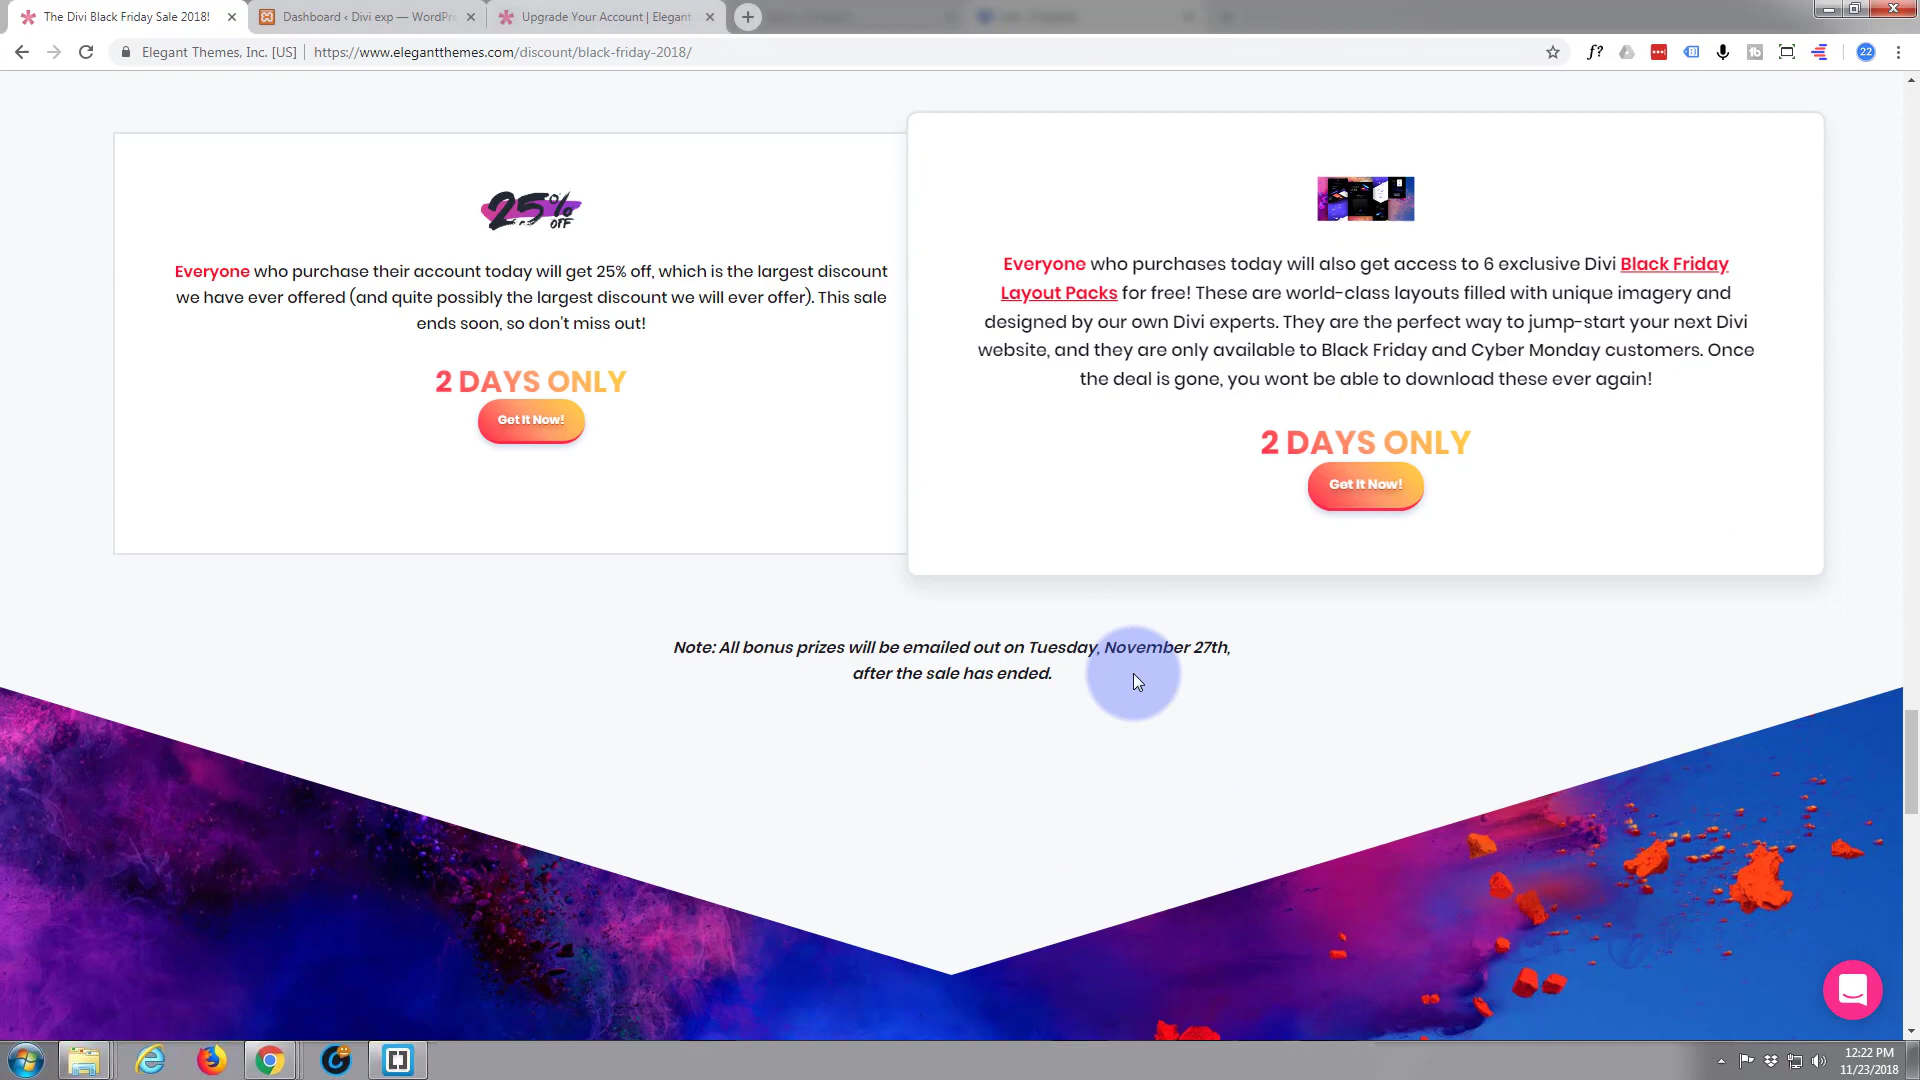 The Divi Black Friday Sale 2018!
Dashboard ‹ Divi exp — WordPr
Upgrade Your Account | Elegant
Elegant Themes, Inc. [US] | https://www.elegantthemes.com/discount/black-friday-2018/
f?
22
25% OFF
Everyone who purchase their account today will get 25% off, which is the largest discount
we have ever offered (and quite possibly the largest discount we will ever offer). This sale
ends soon, so don't miss out!
2 DAYS ONLY
Get It Now!
Everyone who purchases today will also get access to 6 exclusive Divi Black Friday
Layout Packs for free! These are world-class layouts filled with unique imagery and
designed by our own Divi experts. They are the perfect way to jump-start your next Divi
website, and they are only available to Black Friday and Cyber Monday customers. Once
the deal is gone, you wont be able to download these ever again!
2 DAYS ONLY
Get It Now!
Note: All bonus prizes will be emailed out on Tuesday, November 27th,
after the sale has ended.
12:22 PM
11/23/2018